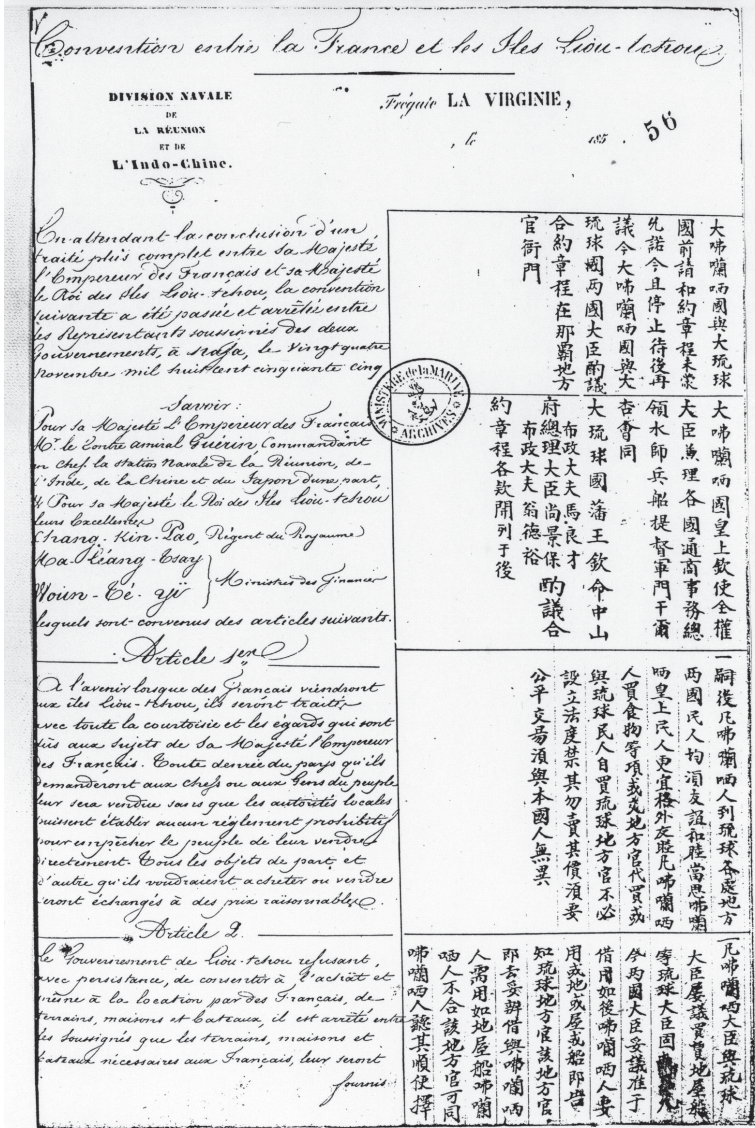 Convention entre la France et les Iles Liou-tchou
DIVISION NAVALE
DE
LA RÉUNION
ET DE
L'Indo-Chine.
Frégate LA VIRGINIE,
, le 185 .
56
En attendant la conclusion d'un
traité plus complet entre sa Majesté
l'Empereur des Français et sa Majesté
le Roi des Iles Liou-tchou, la convention
suivante a été passée et arrêtée entre
les Représentants soussignés des deux
Gouvernements, à Nafa, le vingt quatre
novembre mil huit cent cinquante cinq
Savoir:
Pour sa Majesté l'Empereur des Français
Mr. le Contre amiral Guérin Commandant
en Chef la station Navale de la Réunion, de
l'Inde, de la Chine et du Japon d'une part,
& Pour sa Majesté le Roi des Iles Liou-tchou
leurs Excellences
Chang-Kin-Pao, Régent du Royaume
Ma-Liang-Tsay
Woun-Té-Yü
Ministres des Finances
lesquels sont convenus des articles suivants.
Article 1er
A l'avenir lorsque des Français viendront
aux îles Liou-tchou, ils seront traités
avec toute la courtoisie et les égards qui sont
dûs aux sujets de Sa Majesté l'Empereur
des Français. Toute denrée du pays qu'ils
demanderont aux chefs ou aux gens du peuple
leur sera vendue sans que les autorités locales
puissent établir aucun règlement prohibitif
pour empêcher le peuple de leur vendre
directement. Tous les objets de part et
d'autre qu'ils voudraient acheter ou vendre
seront échangés à des prix raisonnables.
Article 2.
Le Gouvernement de Liou-tchou refusant,
avec persistance, de consentir à l'achat et
même à la location par des Français, de
terrains, maisons et bateaux, il est arrêté entre
les soussignés que les terrains, maisons et
bateaux nécessaires aux Français, leur seront
fournis
MINISTÈRE de la MARINE
ARCHIVES
大咈囒哂國與大琉球
國前請和約章程未蒙
允諾今且停止待後再
議今大咈囒哂國與大
琉球國两國大臣酌議
合約章程在那霸地方
官衙門
大咈囒哂國皇上欽使全權
大臣兼理各國通商事務總
領水師兵船提督軍門干爾
杏會同
大琉球國藩王欽命中山
府總理大臣尚景保
布政大夫馬良才
布政大夫翁德裕
酌議合
約章程各欵開列于後
一嗣後凡咈囒哂人到琉球各處地方
两國民人均須友誼和睦當思咈囒
哂皇上民人更宜格外友睦凡咈囒哂
人買食物等項或是地方官代買或
與琉球民人自買琉球地方官不必
設立法度禁其勿賣其價須要
公平交易須與本國人無異
一凡咈囒哂大臣與琉球
大臣屡議買賣地屋船
等琉球大臣固
今两國大臣妥議准于
借用如後咈囒哂人要
用或地或屋或船即告
知琉球地方官該地方官
即去妥辦借與咈囒哂
人需用如地屋船咈囒
哂人不合該地方官可同
咈囒哂人聽其順便擇